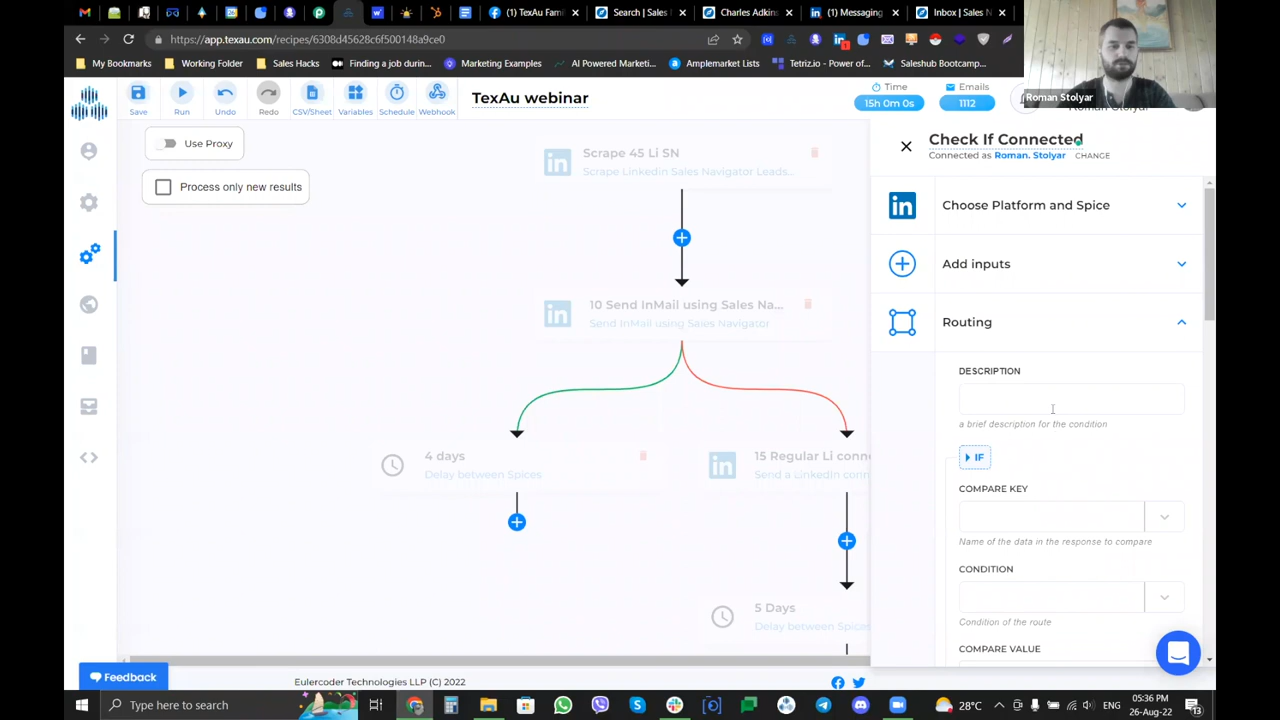 (1) TexAu Fami
Search | Sales
Charles Adkins
(1) Messaging
Inbox | Sales N
https://app.texau.com/recipes/6308d45628c6f500148a9ce0
My Bookmarks
Working Folder
Sales Hacks
Finding a job durin...
Marketing Examples
AI Powered Marketi...
Amplemarket Lists
Tetriz.io - Power of...
Saleshub Bootcamp...
Roman Stolyar
Save
Run
Undo
Redo
CSV/Sheet
Variables
Schedule
Webhook
TexAu webinar
Time
15h 0m 0s
Emails
1112
Use Proxy
Process only new results
Scrape 45 Li SN
Scrape Linkedin Sales Navigator Leads...
10 Send InMail using Sales Na...
Send InMail using Sales Navigator
4 days
Delay between Spices
15 Regular Li conn
Send a LinkedIn conn
5 Days
Delay between Spices
Check If Connected
Connected as Roman. Stolyar CHANGE
Choose Platform and Spice
Add inputs
Routing
DESCRIPTION
a brief description for the condition
IF
COMPARE KEY
Name of the data in the response to compare
CONDITION
Condition of the route
COMPARE VALUE
Feedback
Eulercoder Technologies LLP (C) 2022
Type here to search
28°C
ENG
05:36 PM
26-Aug-22
13